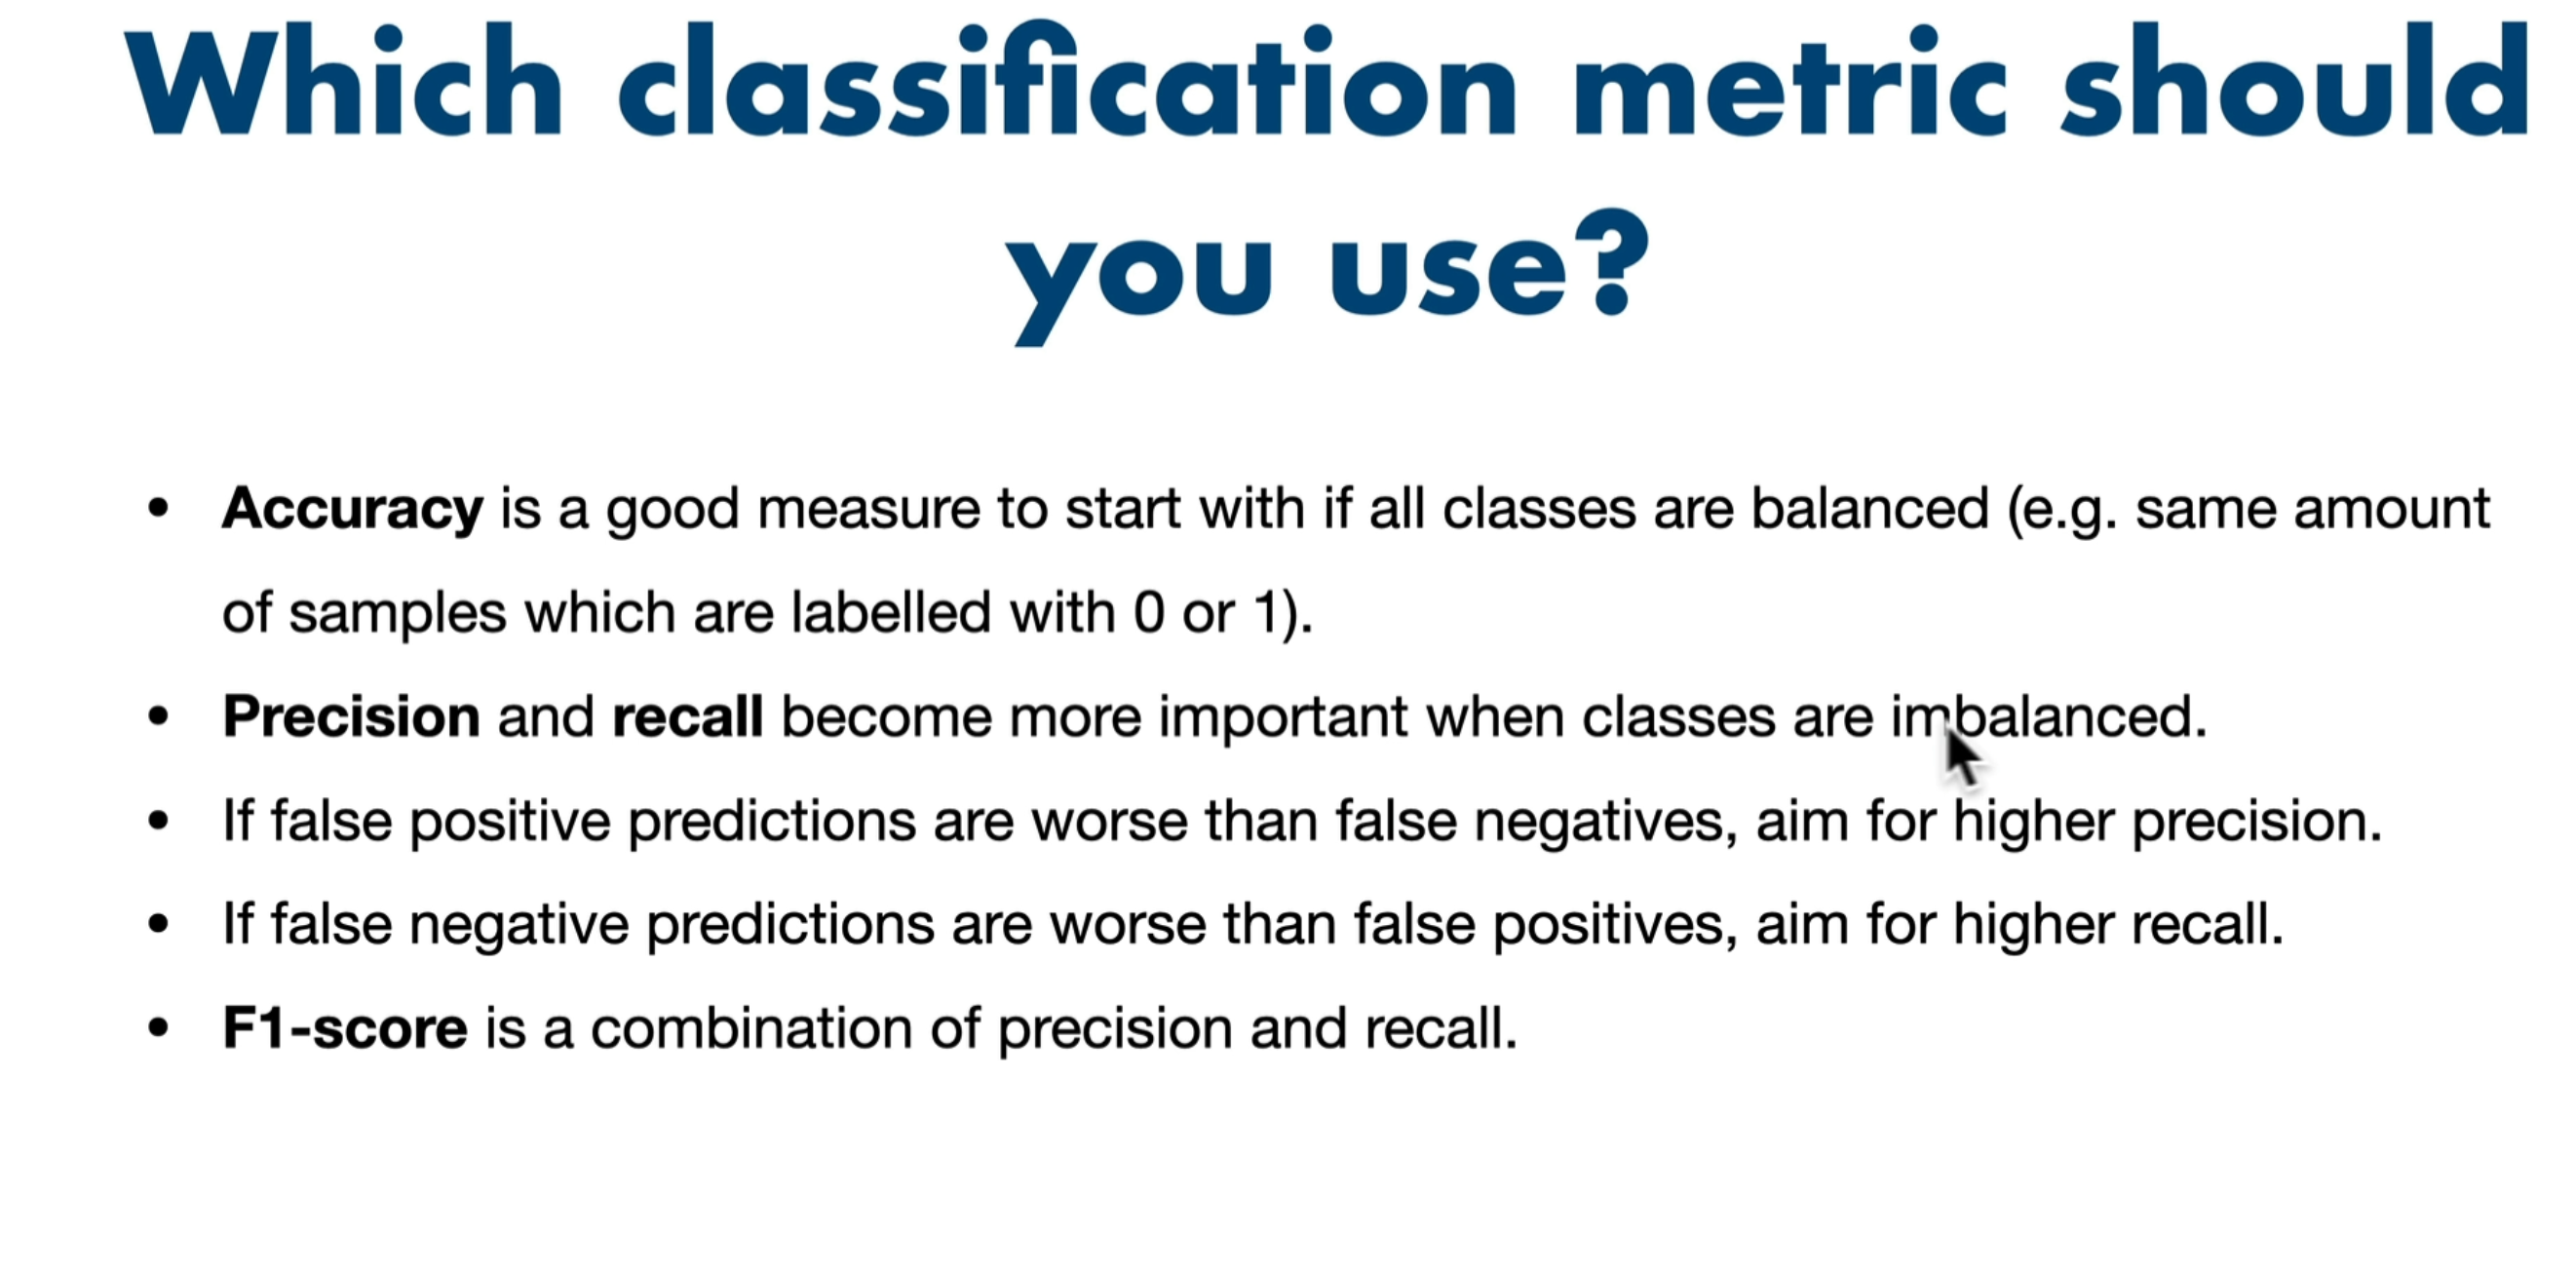 Which classification metric should
you use?
• Accuracy is a good measure to start with if all classes are balanced (e.g. same amount
of samples which are labelled with 0 or 1).
• Precision and recall become more important when classes are imbalanced.
• If false positive predictions are worse than false negatives, aim for higher precision.
• If false negative predictions are worse than false positives, aim for higher recall.
• F1-score is a combination of precision and recall.